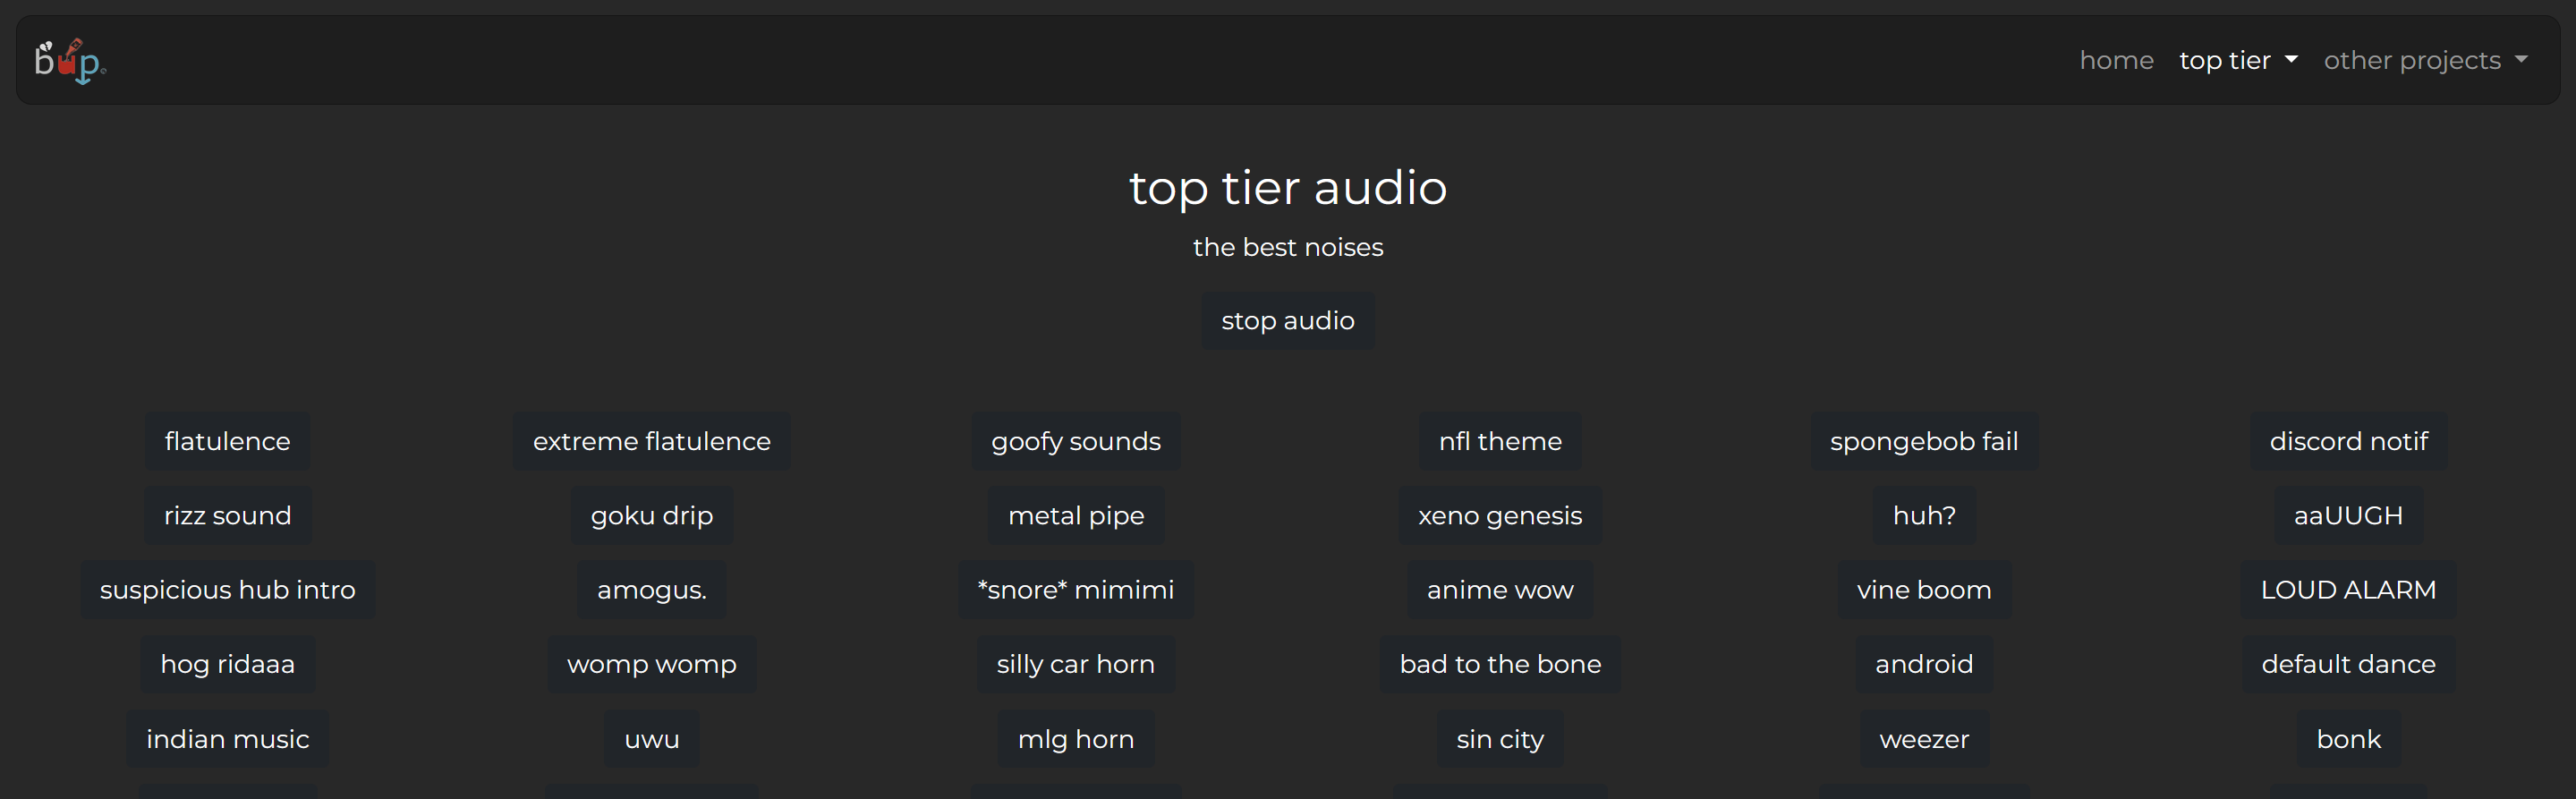 bup
home top tier other projects
top tier audio
the best noises
stop audio
flatulence extreme flatulence goofy sounds nfl theme spongebob fail discord notif
rizz sound goku drip metal pipe xeno genesis huh? aaUUGH
suspicious hub intro amogus. *snore* mimimi anime wow vine boom LOUD ALARM
hog ridaaa womp womp silly car horn bad to the bone android default dance
indian music uwu mlg horn sin city weezer bonk